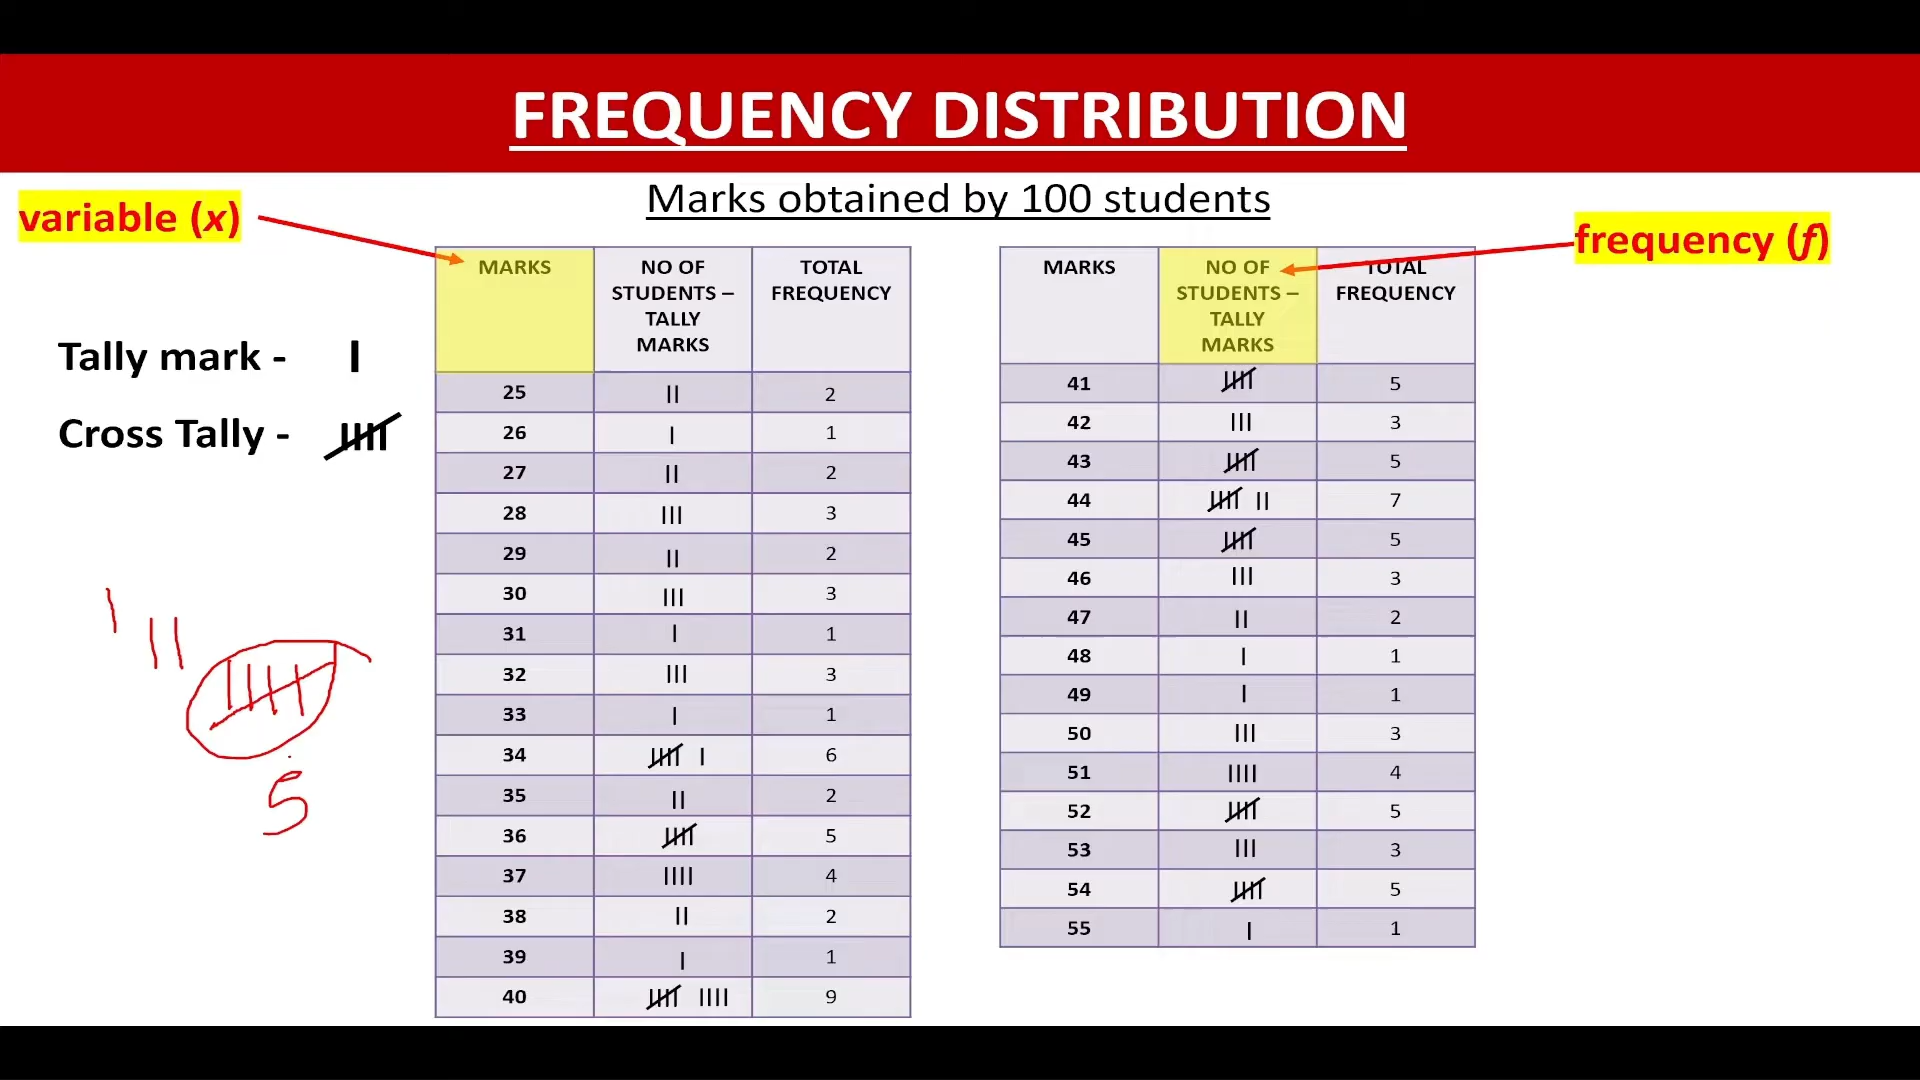 FREQUENCY DISTRIBUTION
Marks obtained by 100 students
variable (x)
frequency (f)
Tally mark - I
Cross Tally -
5
MARKS NO OF STUDENTS – TALLY MARKS TOTAL FREQUENCY
25 II 2
26 I 1
27 II 2
28 III 3
29 II 2
30 III 3
31 I 1
32 III 3
33 I 1
34 IIII I 6
35 II 2
36 IIII 5
37 IIII 4
38 II 2
39 I 1
40 IIII IIII 9
MARKS NO OF STUDENTS – TALLY MARKS TOTAL FREQUENCY
41 IIII 5
42 III 3
43 IIII 5
44 IIII II 7
45 IIII 5
46 III 3
47 II 2
48 I 1
49 I 1
50 III 3
51 IIII 4
52 IIII 5
53 III 3
54 IIII 5
55 I 1